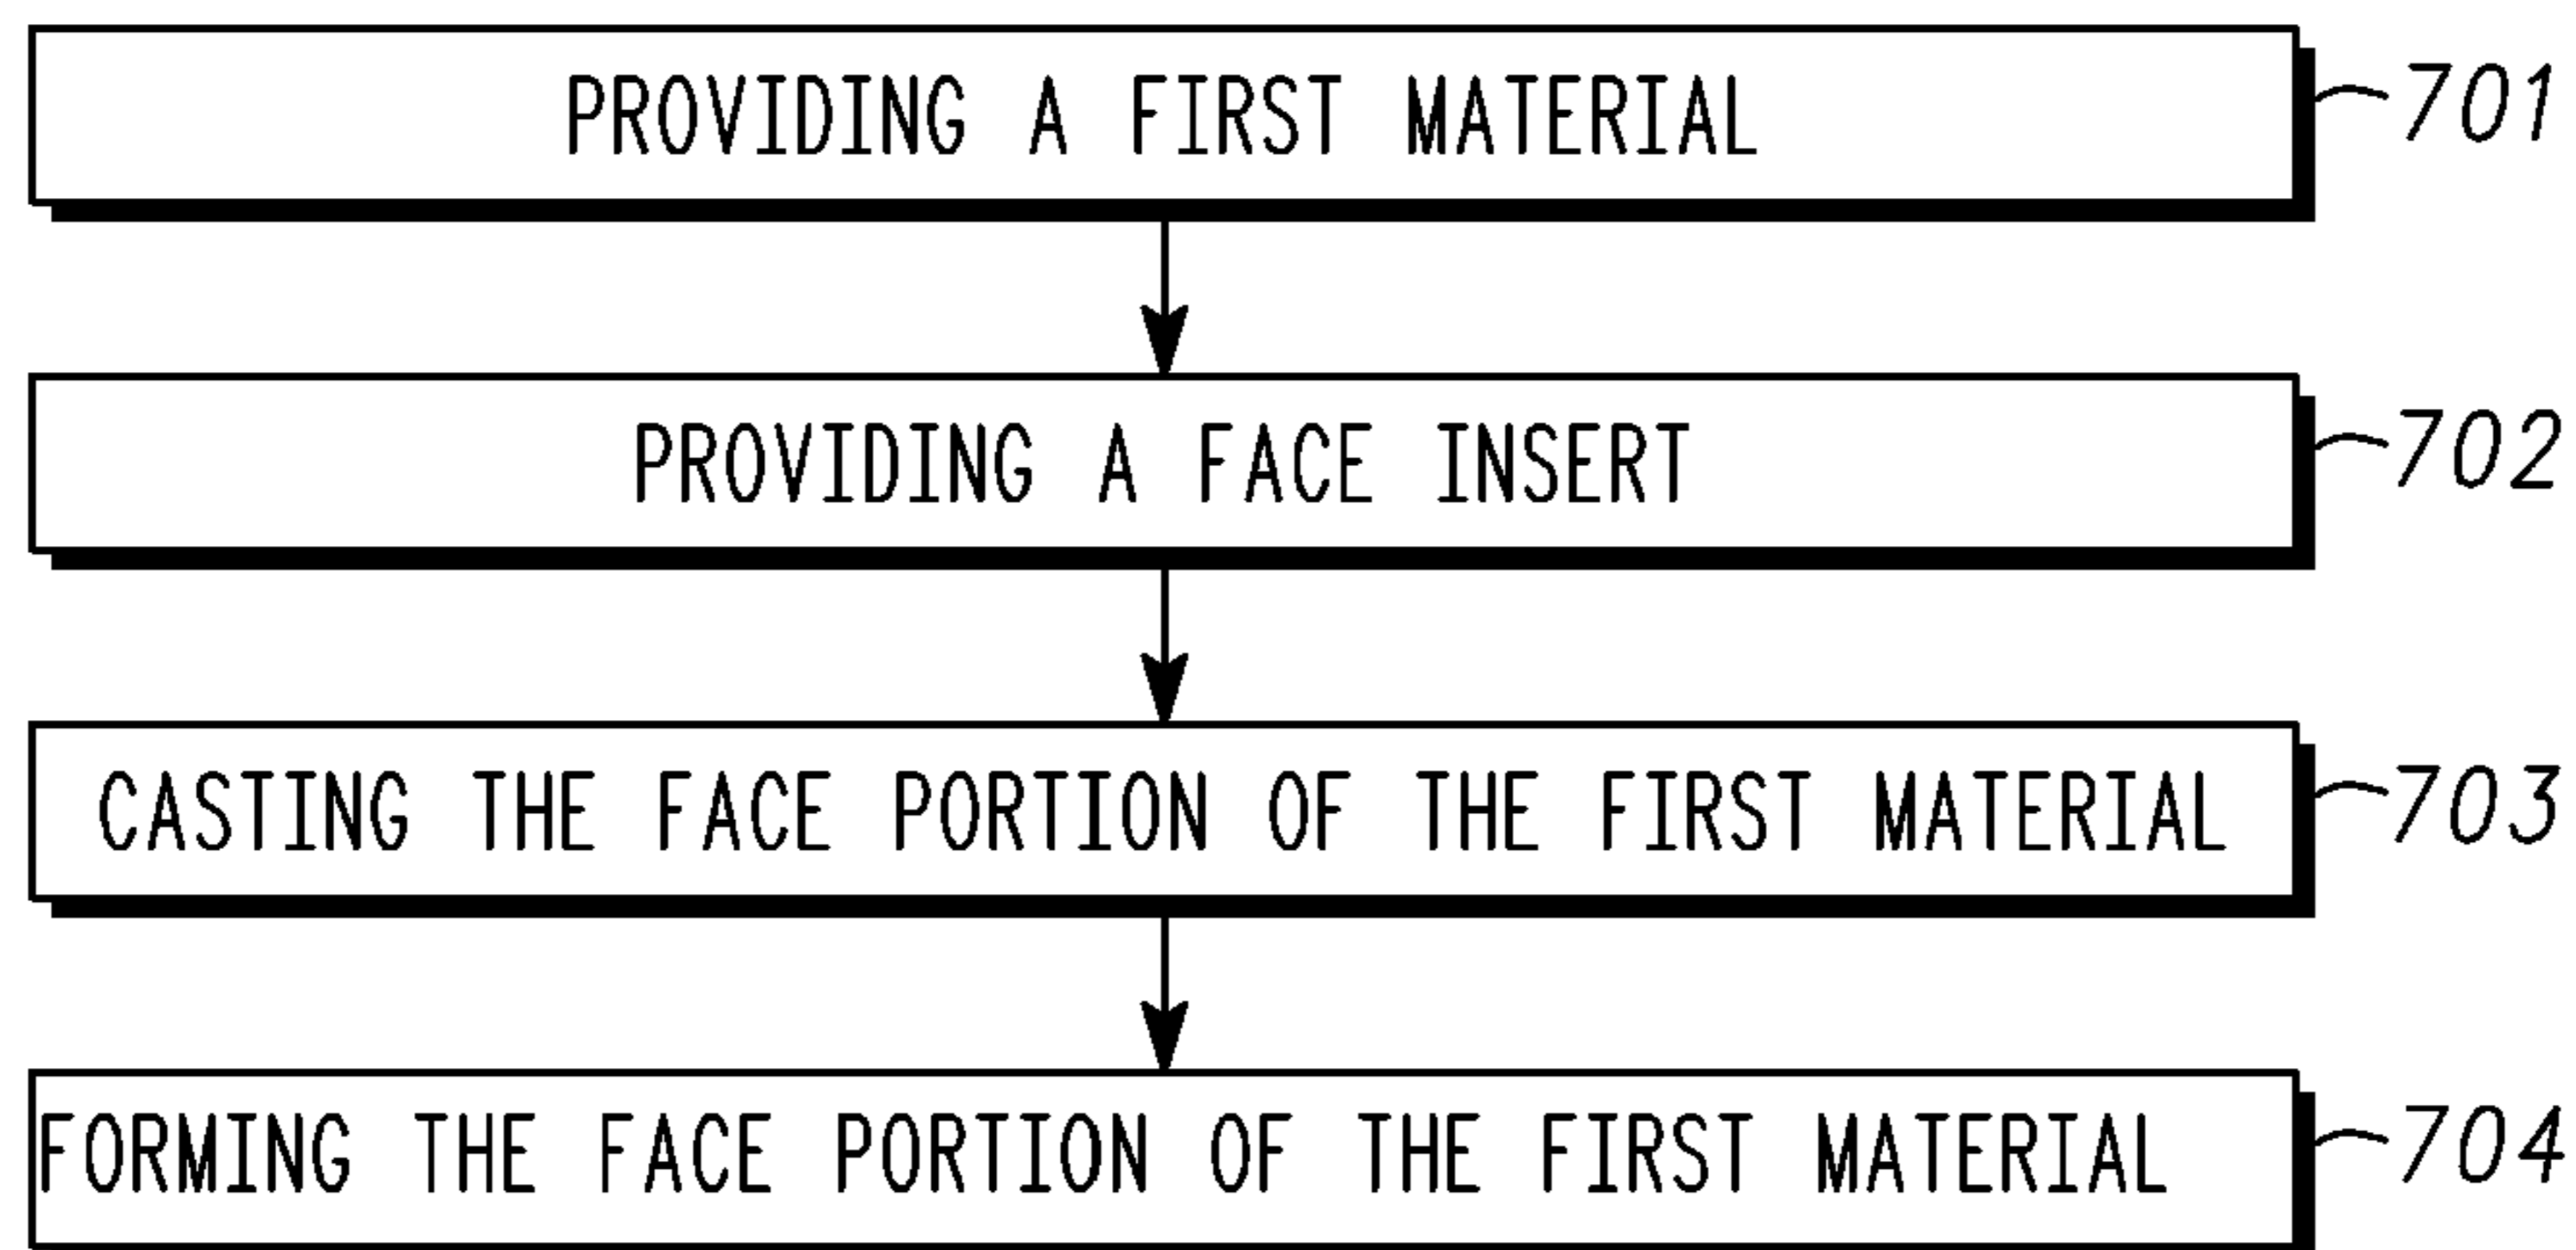 PROVIDING A FIRST MATERIAL 701
PROVIDING A FACE INSERT 702
CASTING THE FACE PORTION OF THE FIRST MATERIAL 703
FORMING THE FACE PORTION OF THE FIRST MATERIAL 704